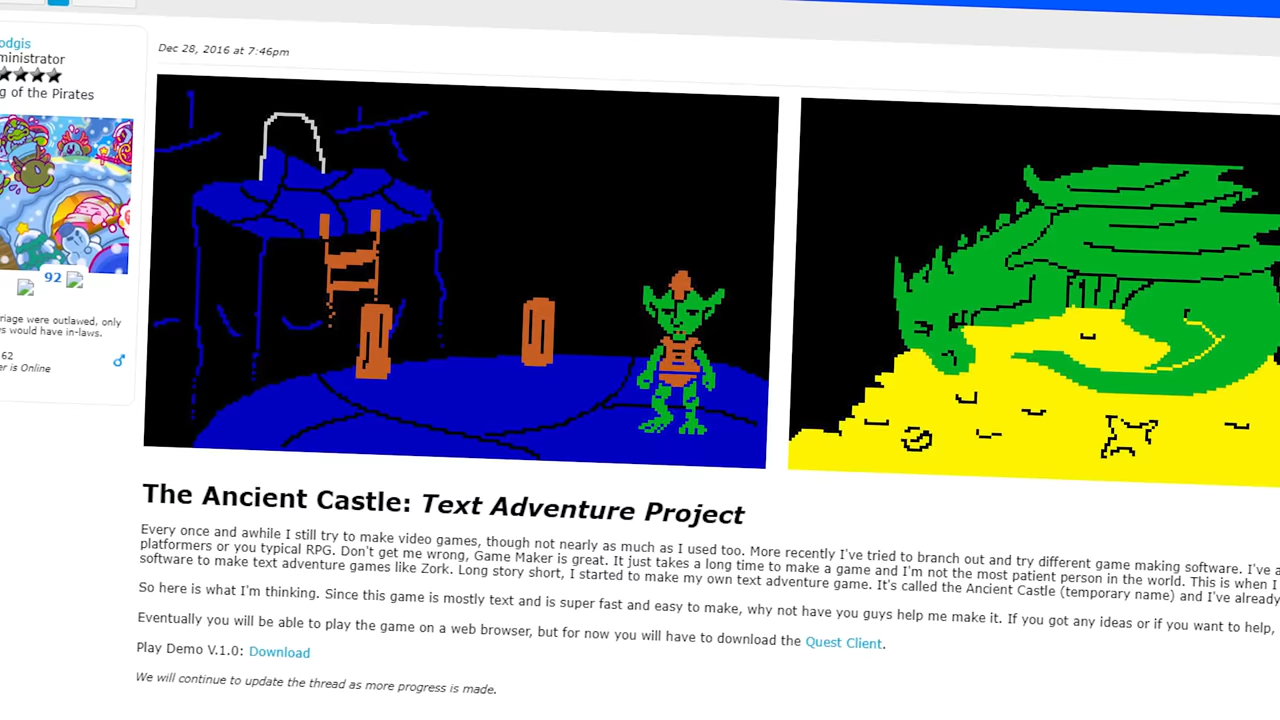 odgis
ministrator
g of the Pirates
92
riage were outlawed, only
s would have in-laws.
62
er is Online
Dec 28, 2016 at 7:46pm
The Ancient Castle: Text Adventure Project
Every once and awhile I still try to make video games, though not nearly as much as I used too. More recently I've tried to branch out and try different game making software. I've a
platformers or you typical RPG. Don't get me wrong, Game Maker is great. It just takes a long time to make a game and I'm not the most patient person in the world. This is when I
software to make text adventure games like Zork. Long story short, I started to make my own text adventure game. It's called the Ancient Castle (temporary name) and I've already
So here is what I'm thinking. Since this game is mostly text and is super fast and easy to make, why not have you guys help me make it. If you got any ideas or if you want to help,
Eventually you will be able to play the game on a web browser, but for now you will have to download the Quest Client.
Play Demo V.1.0: Download
We will continue to update the thread as more progress is made.